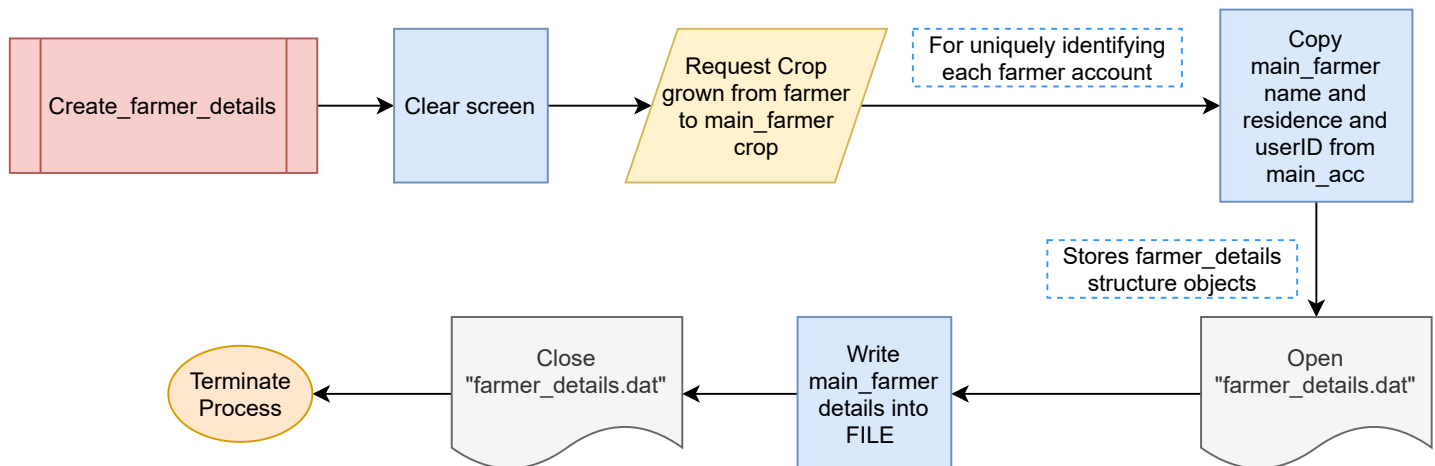 Create_farmer_details
Clear screen
Request Crop
grown from farmer
to main_farmer
crop
For uniquely identifying
each farmer account
Copy
main_farmer
name and
residence and
userID from
main_acc
Stores farmer_details
structure objects
Open
"farmer_details.dat"
Write
main_farmer
details into
FILE
Close
"farmer_details.dat"
Terminate
Process